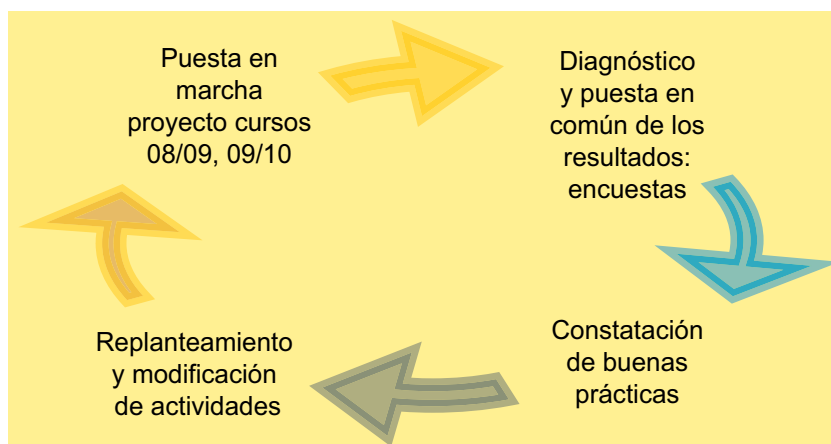 Puesta en
marcha
proyecto cursos
08/09, 09/10
Diagnóstico
y puesta en
común de los
resultados:
encuestas
Constatación
de buenas
prácticas
Replanteamiento
y modificación
de actividades